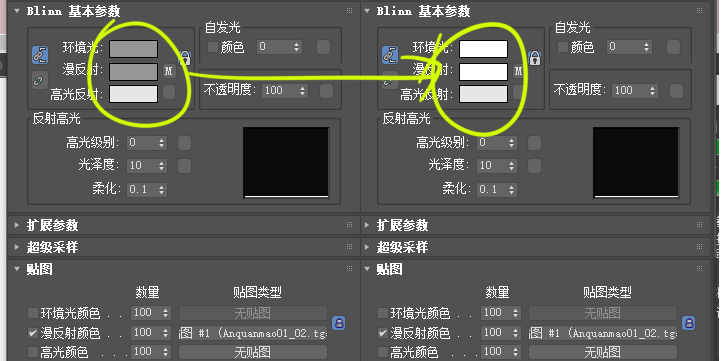 Blinn 基本参数
环境光:
漫反射: M
高光反射:
自发光
颜色 0
不透明度: 100
反射高光
高光级别: 0
光泽度: 10
柔化: 0.1
扩展参数
超级采样
贴图
数量 贴图类型
环境光颜色 . . 100 无贴图
漫反射颜色 . . 100 图 #1 (Anquanmao01_02.tg
高光颜色 . . . 100 无贴图
Blinn 基本参数
环境光:
漫反射: M
高光反射:
自发光
颜色 0
不透明度: 100
反射高光
高光级别: 0
光泽度: 10
柔化: 0.1
扩展参数
超级采样
贴图
数量 贴图类型
环境光颜色 . . 100 无贴图
漫反射颜色 . . 100 图 #1 (Anquanmao01_02.tg
高光颜色 . . . 100 无贴图